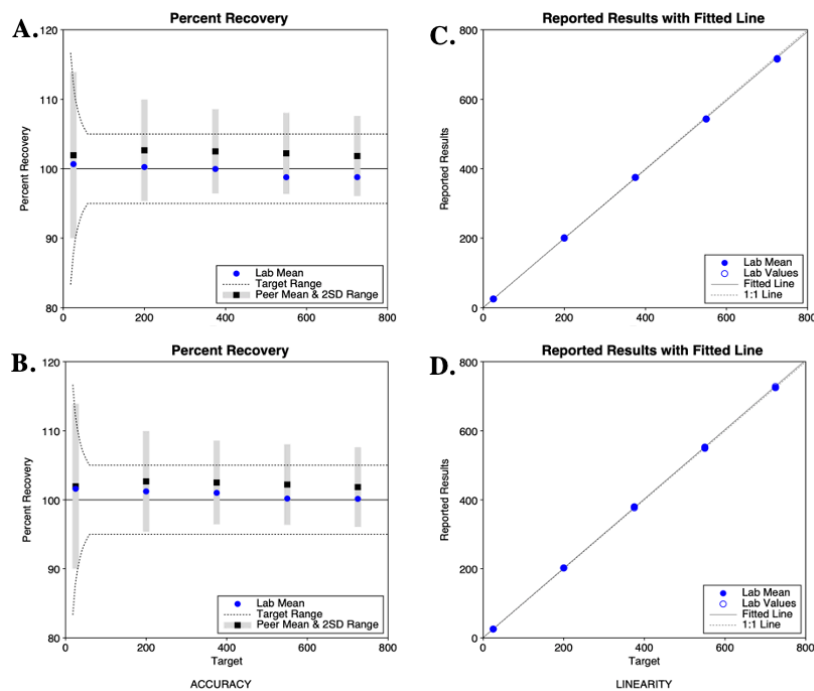 A.
Percent Recovery
120
110
100
90
80
Percent Recovery
0
200
400
600
800
Lab Mean
Target Range
Peer Mean & 2SD Range
C.
Reported Results with Fitted Line
800
600
400
200
0
Reported Results
0
200
400
600
800
Lab Mean
Lab Values
Fitted Line
1:1 Line
B.
Percent Recovery
120
110
100
90
80
Percent Recovery
0
200
400
600
800
Target
Lab Mean
Target Range
Peer Mean & 2SD Range
ACCURACY
D.
Reported Results with Fitted Line
800
600
400
200
0
Reported Results
0
200
400
600
800
Target
Lab Mean
Lab Values
Fitted Line
1:1 Line
LINEARITY